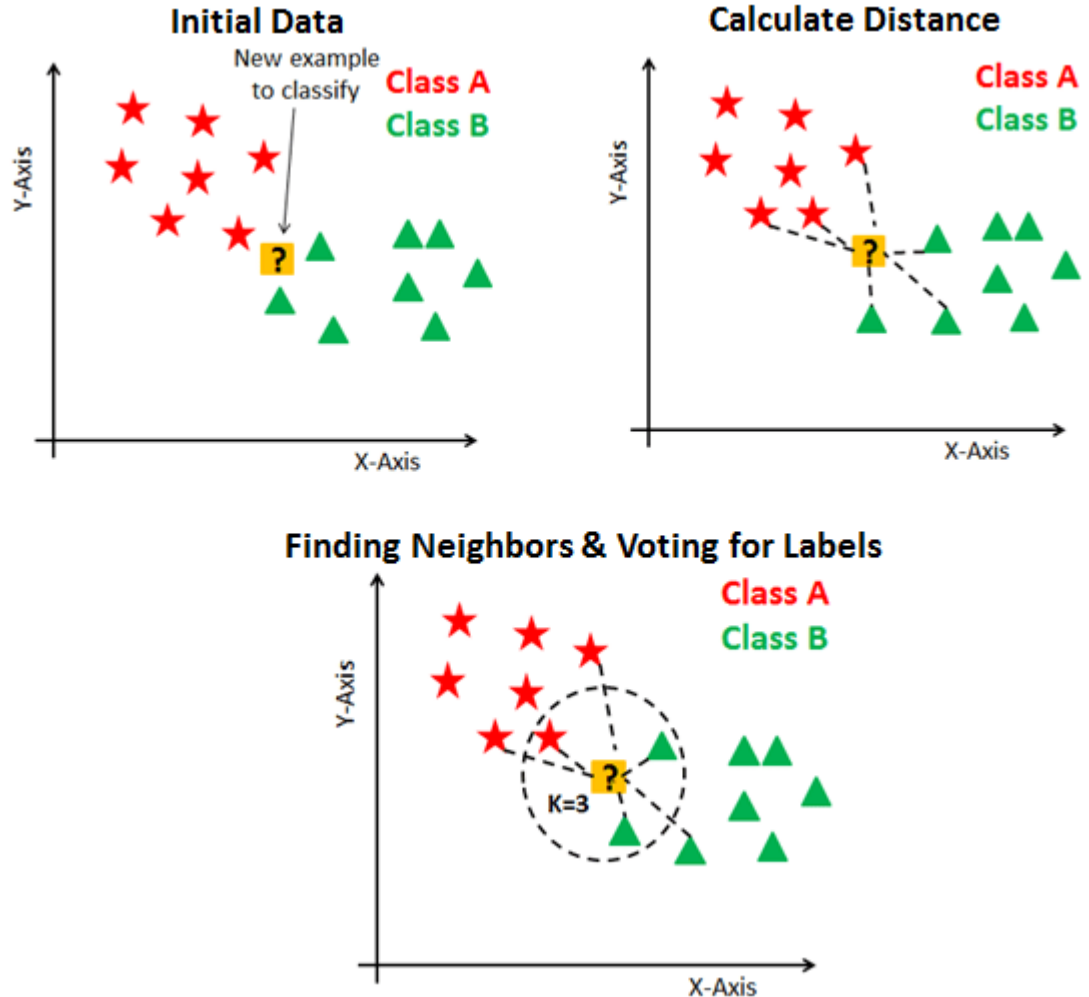 Initial Data
New example
to classify
Class A
Class B
?
Y-Axis
X-Axis
Calculate Distance
Class A
Class B
?
Y-Axis
X-Axis
Finding Neighbors & Voting for Labels
Class A
Class B
?
K=3
Y-Axis
X-Axis